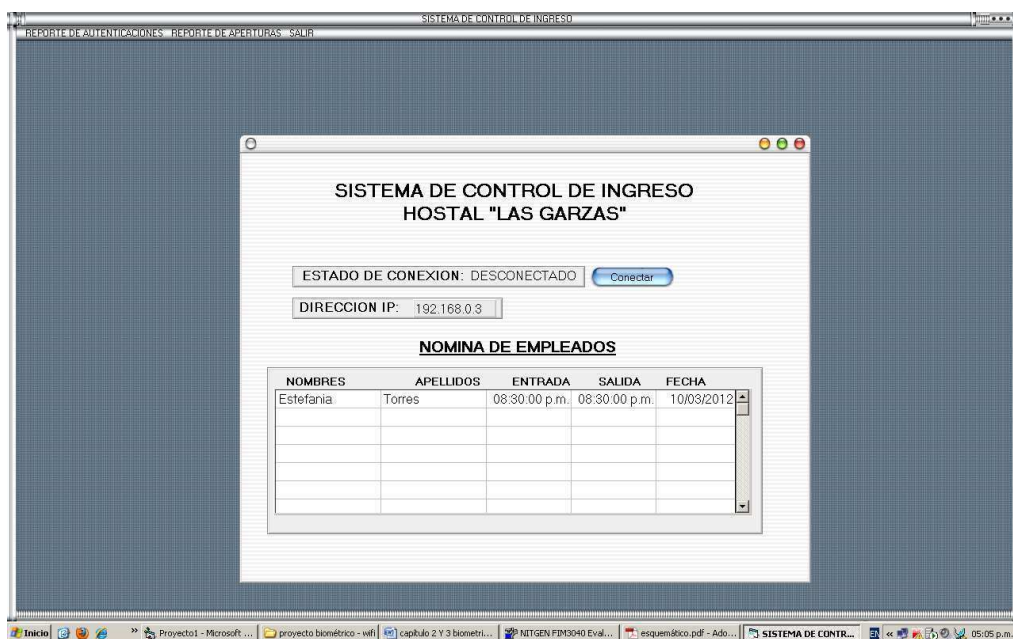 SISTEMA DE CONTROL DE INGRESO
REPORTE DE AUTENTICACIONES REPORTE DE APERTURAS SALIR
SISTEMA DE CONTROL DE INGRESO
HOSTAL "LAS GARZAS"
ESTADO DE CONEXION: DESCONECTADO Conectar
DIRECCION IP: 192.168.0.3
NOMINA DE EMPLEADOS
NOMBRES APELLIDOS ENTRADA SALIDA FECHA
Estefania Torres 08:30:00 p.m. 08:30:00 p.m. 10/03/2012
Inicio » Proyecto1 - Microsoft ... proyecto biométrico - wifi capitulo 2 Y 3 biometri... NITGEN FIM3040 Eval... esquemático.pdf - Ado... SISTEMA DE CONTR... EN « 05:05 p.m.